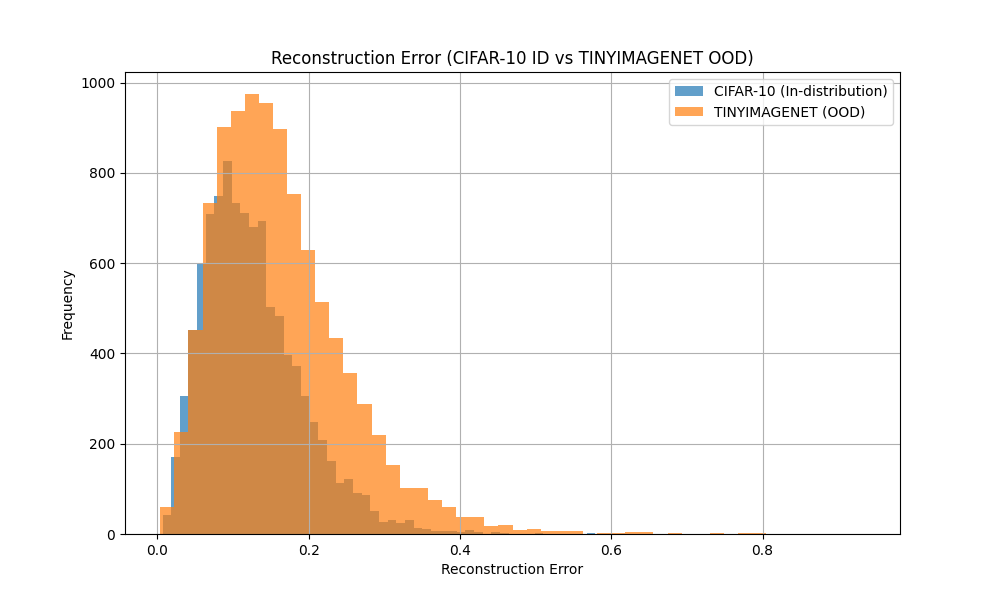 Reconstruction Error (CIFAR-10 ID vs TINYIMAGENET OOD)
CIFAR-10 (In-distribution)
TINYIMAGENET (OOD)
1000
800
600
400
200
0
Frequency
0.0 0.2 0.4 0.6 0.8
Reconstruction Error